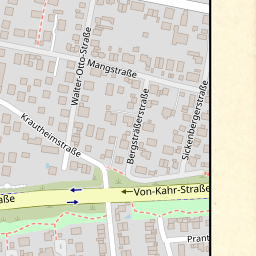 Walter-Otto-Straße
Mangstraße
Krautheimstraße
Bergsträßerstraße
Sickenbergerstraße
Von-Kahr-Straße
aße
Prant